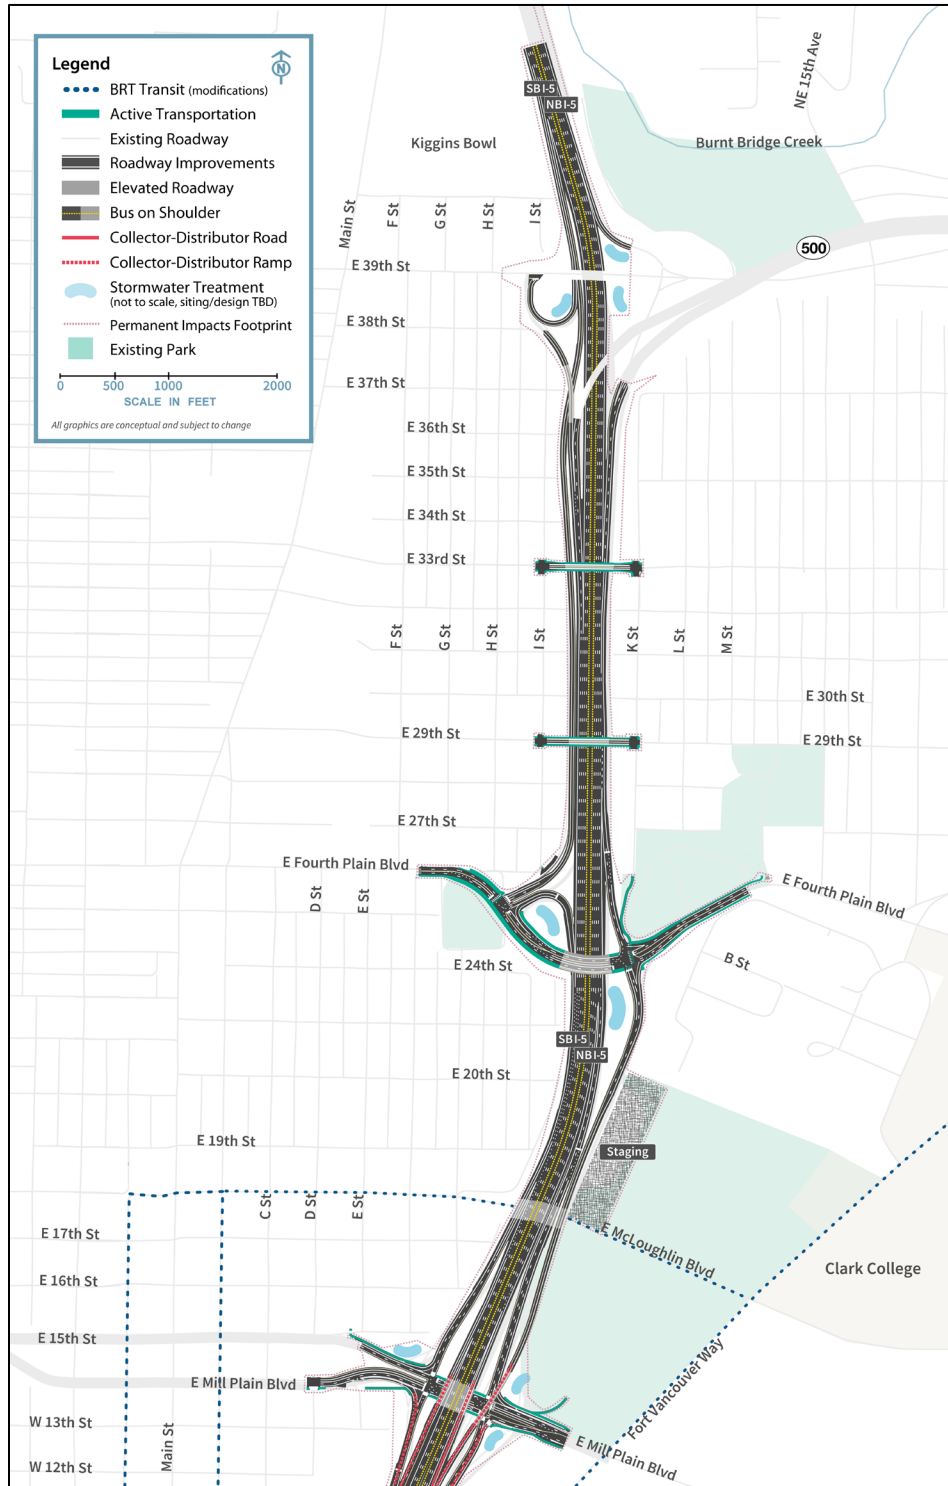 Legend
N
BRT Transit (modifications)
Active Transportation
Existing Roadway
Roadway Improvements
Elevated Roadway
Bus on Shoulder
Collector-Distributor Road
Collector-Distributor Ramp
Stormwater Treatment
(not to scale, siting/design TBD)
Permanent Impacts Footprint
Existing Park
0 500 1000 2000
SCALE IN FEET
All graphics are conceptual and subject to change
SBI-5
NBI-5
NE 15th Ave
Kiggins Bowl
Burnt Bridge Creek
Main St
F St
G St
H St
I St
500
E 39th St
E 38th St
E 37th St
E 36th St
E 35th St
E 34th St
E 33rd St
F St
G St
H St
I St
K St
L St
M St
E 30th St
E 29th St
E 29th St
E 27th St
E Fourth Plain Blvd
E Fourth Plain Blvd
D St
E St
E 24th St
B St
SBI-5
NBI-5
E 20th St
E 19th St
Staging
C St
D St
E St
E 17th St
E McLoughlin Blvd
Clark College
E 16th St
E 15th St
E Mill Plain Blvd
Fort Vancouver Way
W 13th St
Main St
E Mill Plain Blvd
W 12th St